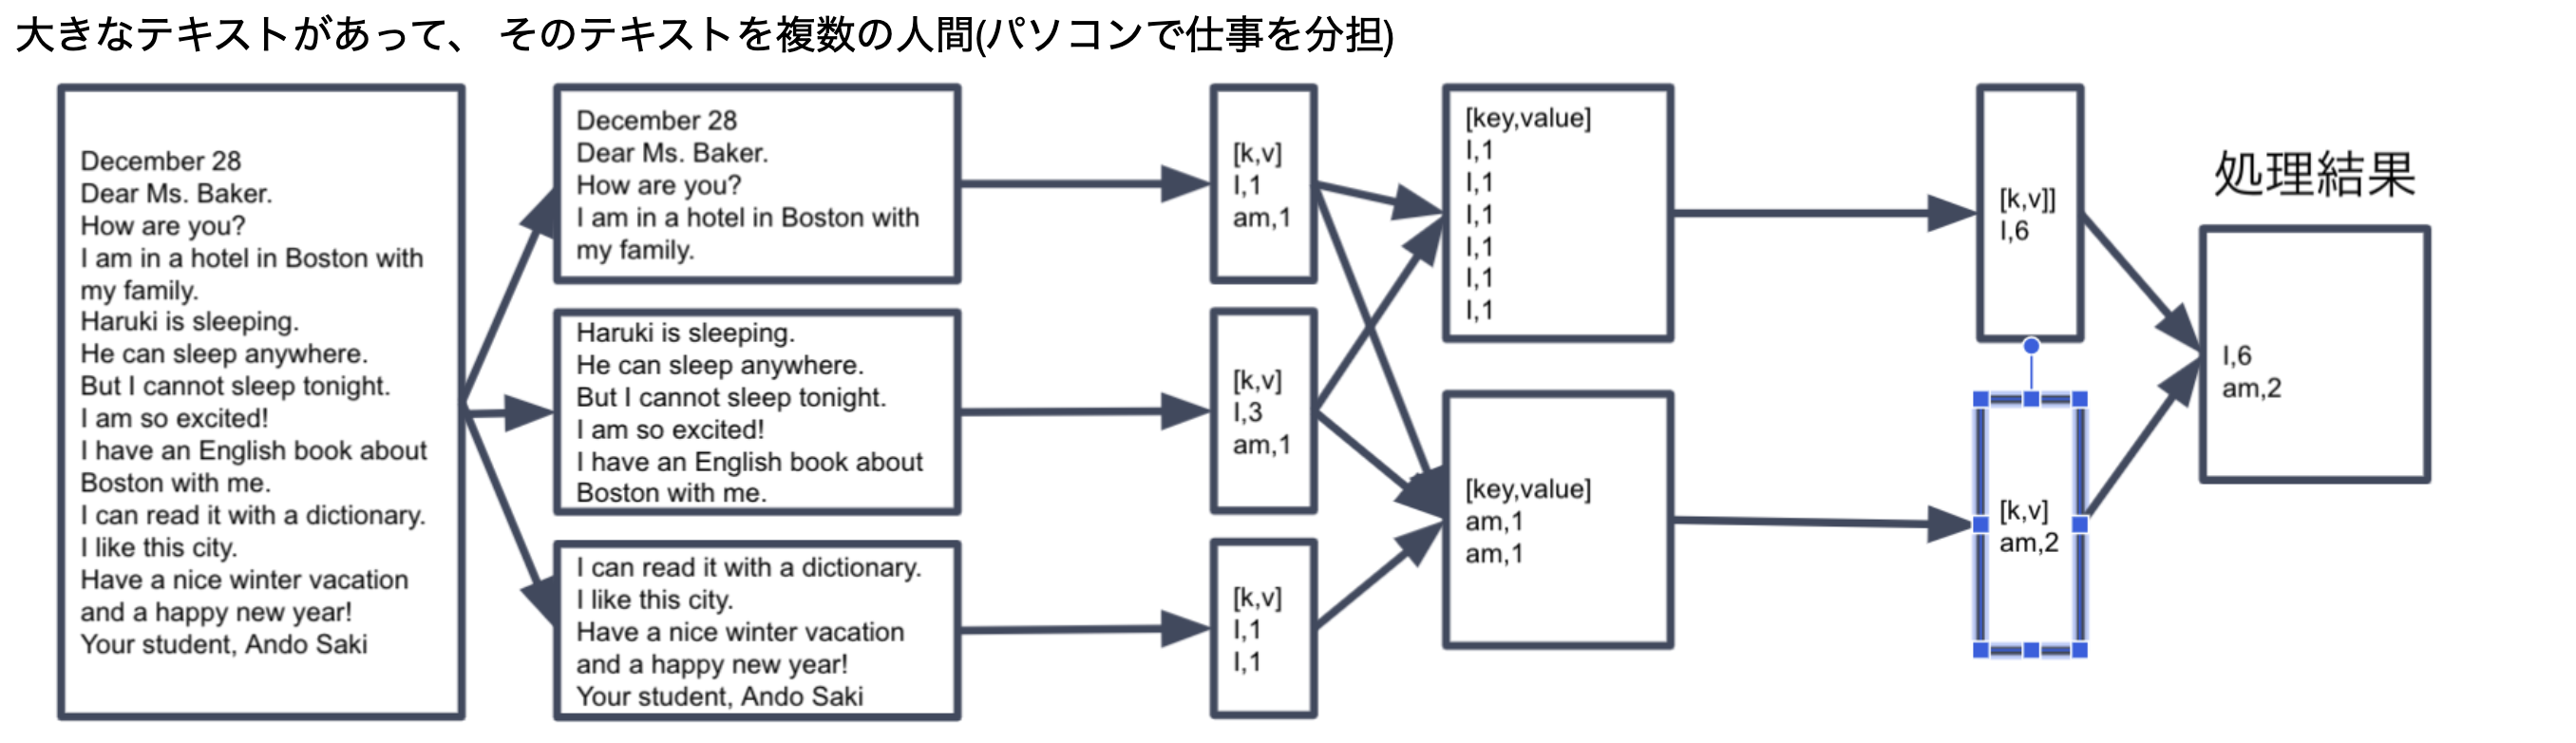 大きなテキストがあって、 そのテキストを複数の人間(パソコンで仕事を分担)
December 28
Dear Ms. Baker.
How are you?
I am in a hotel in Boston with
my family.
Haruki is sleeping.
He can sleep anywhere.
But I cannot sleep tonight.
I am so excited!
I have an English book about
Boston with me.
I can read it with a dictionary.
I like this city.
Have a nice winter vacation
and a happy new year!
Your student, Ando Saki
December 28
Dear Ms. Baker.
How are you?
I am in a hotel in Boston with
my family.
Haruki is sleeping.
He can sleep anywhere.
But I cannot sleep tonight.
I am so excited!
I have an English book about
Boston with me.
I can read it with a dictionary.
I like this city.
Have a nice winter vacation
and a happy new year!
Your student, Ando Saki
[k,v]
I,1
am,1
[k,v]
I,3
am,1
[k,v]
I,1
I,1
[key,value]
I,1
I,1
I,1
I,1
I,1
I,1
[key,value]
am,1
am,1
[k,v]]
I,6
[k,v]
am,2
処理結果
I,6
am,2